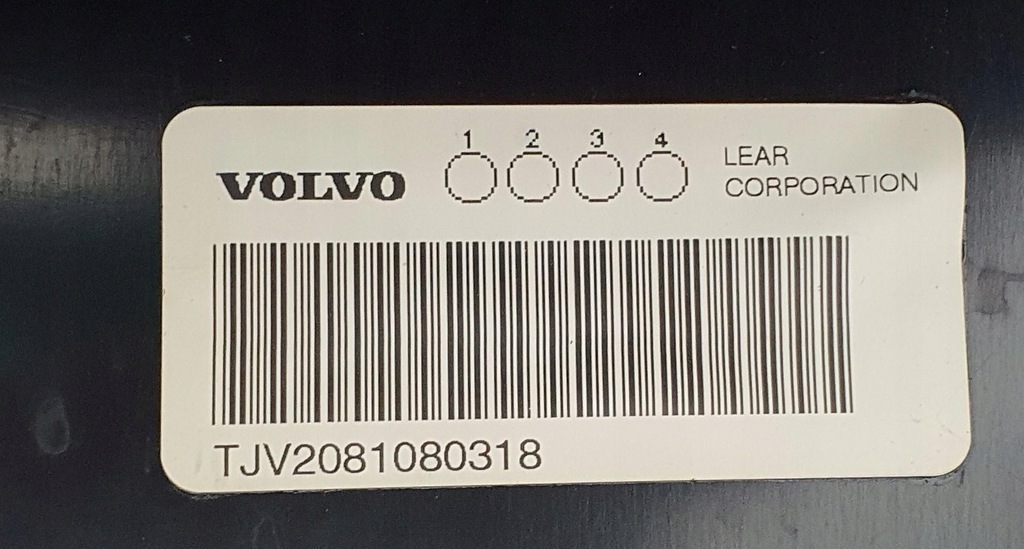 VOLVO
1 2 3 4
LEAR
CORPORATION
TJV2081080318